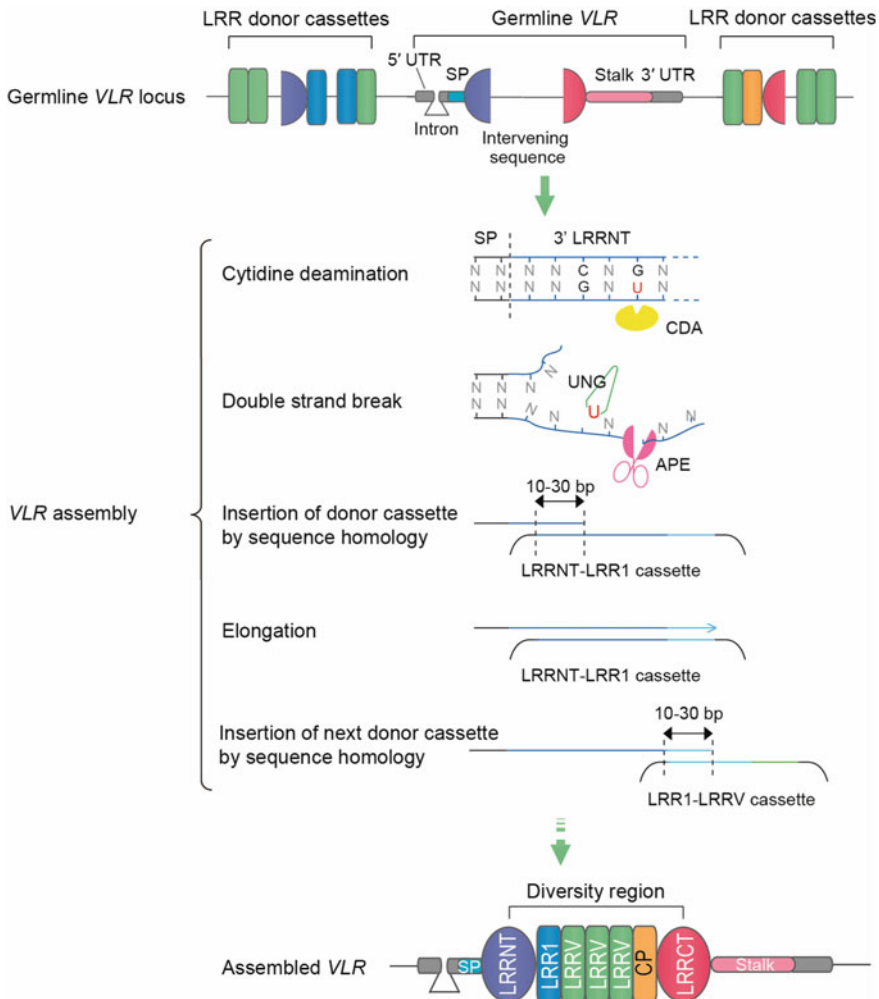 LRR donor cassettes
Germline VLR
LRR donor cassettes
5′ UTR
SP
Stalk 3′ UTR
Germline VLR locus
Intron
Intervening
sequence
SP
3′ LRRNT
N N N N C N G N
N N N N G N U N
Cytidine deamination
CDA
UNG
N N N N
U
N N N N N N N
Double strand break
APE
VLR assembly
10-30 bp
Insertion of donor cassette
by sequence homology
LRRNT-LRR1 cassette
Elongation
LRRNT-LRR1 cassette
10-30 bp
Insertion of next donor cassette
by sequence homology
LRR1-LRRV cassette
Diversity region
Assembled VLR
SP
LRRNT
LRR1
LRRV
LRRV
LRRV
CP
LRRCT
Stalk